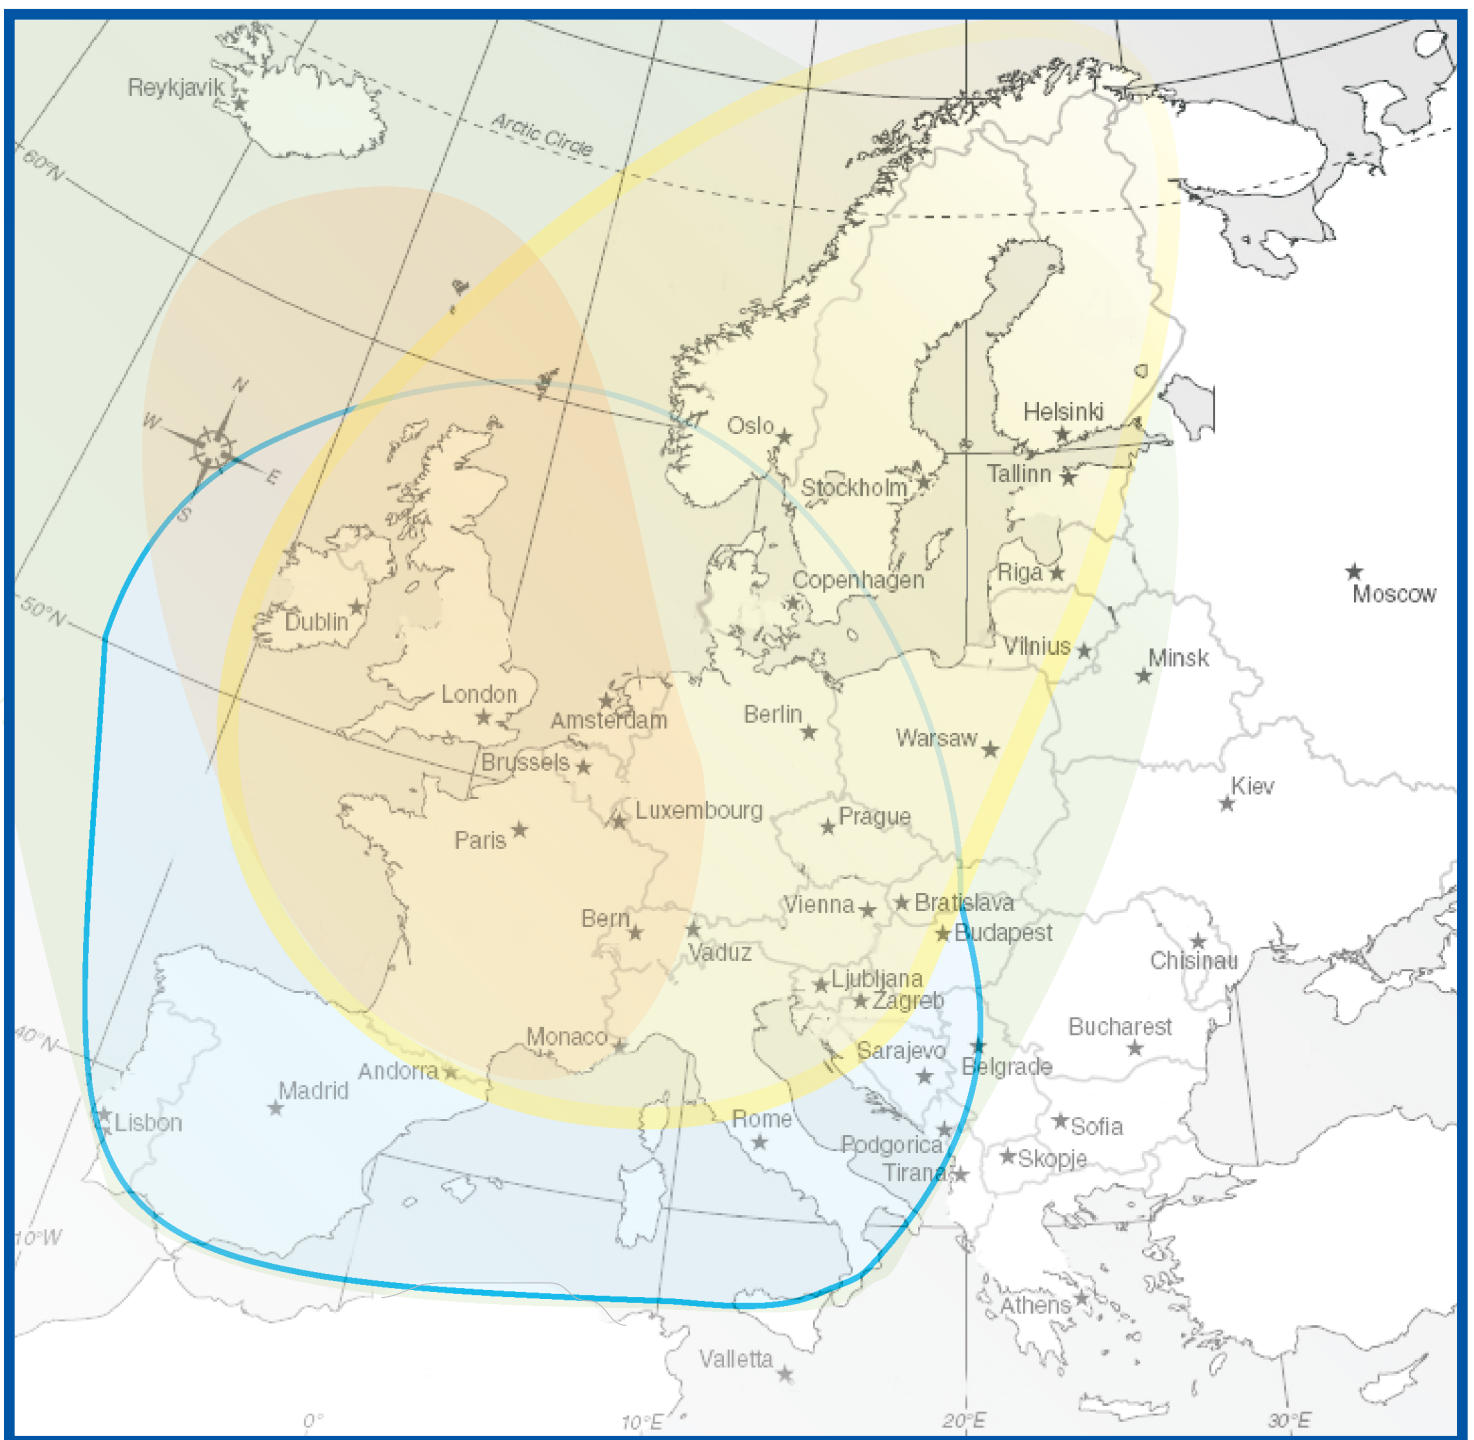 Reykjavik
Arctic Circle
60°N
N
W
E
S
Oslo
Helsinki
Stockholm
Tallinn
Riga
Moscow
Copenhagen
50°N
Dublin
Vilnius
Minsk
London
Amsterdam
Berlin
Warsaw
Brussels
Kiev
Luxembourg
Prague
Paris
Vienna
Bratislava
Bern
Budapest
Vaduz
Chisinau
Ljubljana
Zagreb
40°N
Monaco
Sarajevo
Bucharest
Andorra
Belgrade
Madrid
Lisbon
Rome
Sofia
Podgorica
Skopje
Tirana
10°W
Athens
Valletta
0°
10°E
20°E
30°E